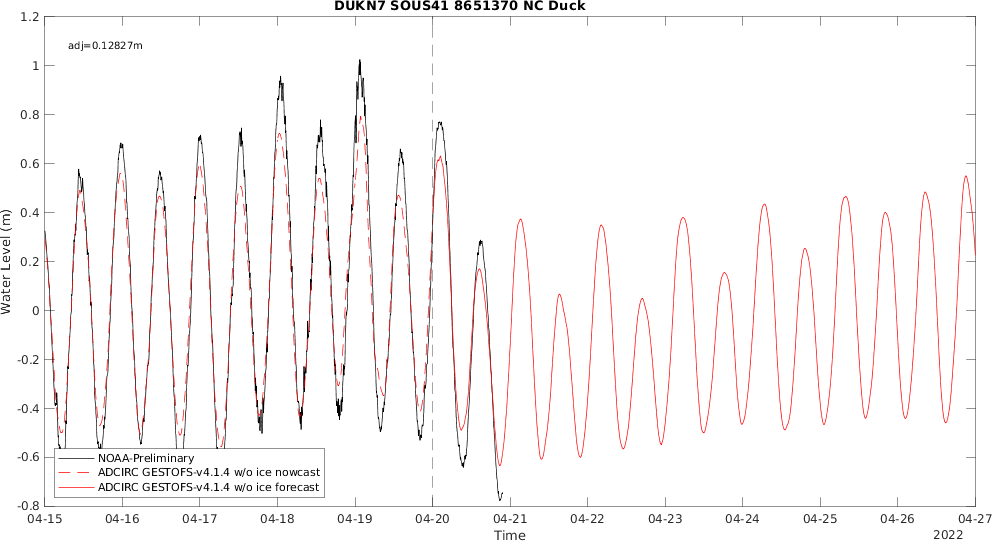 DUKN7 SOUS41 8651370 NC Duck
adj=0.12827m
Water Level (m)
1.2
1
0.8
0.6
0.4
0.2
0
-0.2
-0.4
-0.6
-0.8
NOAA-Preliminary
ADCIRC GESTOFS-v4.1.4 w/o ice nowcast
ADCIRC GESTOFS-v4.1.4 w/o ice forecast
04-15 04-16 04-17 04-18 04-19 04-20 04-21 04-22 04-23 04-24 04-25 04-26 04-27
Time
2022